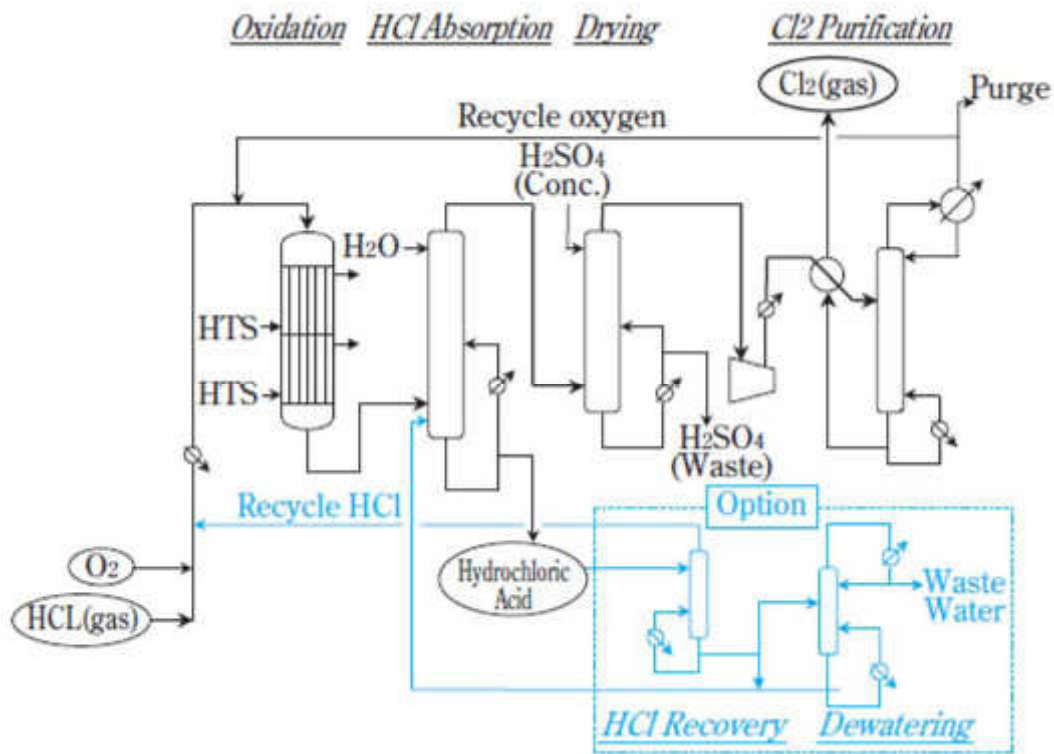 Oxidation HCl Absorption Drying Cl2 Purification
Cl2(gas)
Purge
Recycle oxygen
H2SO4
(Conc.)
H2O
HTS
HTS
H2SO4
(Waste)
Recycle HCl
Option
O2
Hydrochloric
Acid
Waste
Water
HCL(gas)
HCl Recovery Dewatering